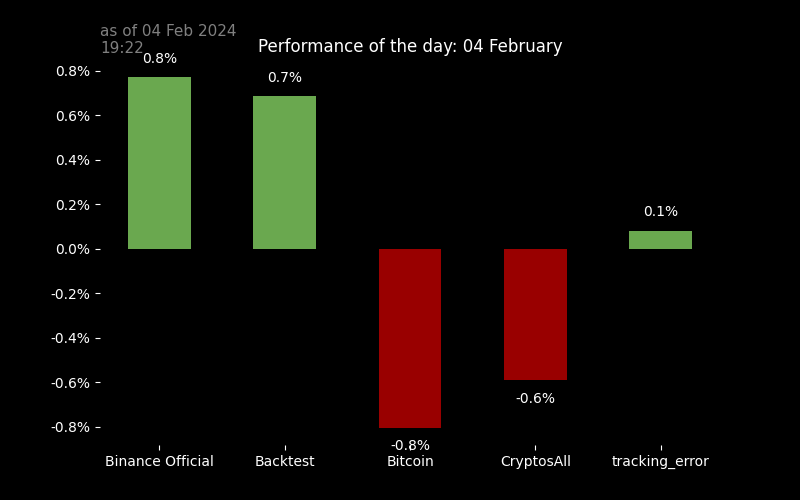 as of 04 Feb 2024
19:22
Performance of the day: 04 February
0.8%
0.6%
0.4%
0.2%
0.0%
-0.2%
-0.4%
-0.6%
-0.8%
0.8%
0.7%
-0.8%
-0.6%
0.1%
Binance Official
Backtest
Bitcoin
CryptosAll
tracking_error